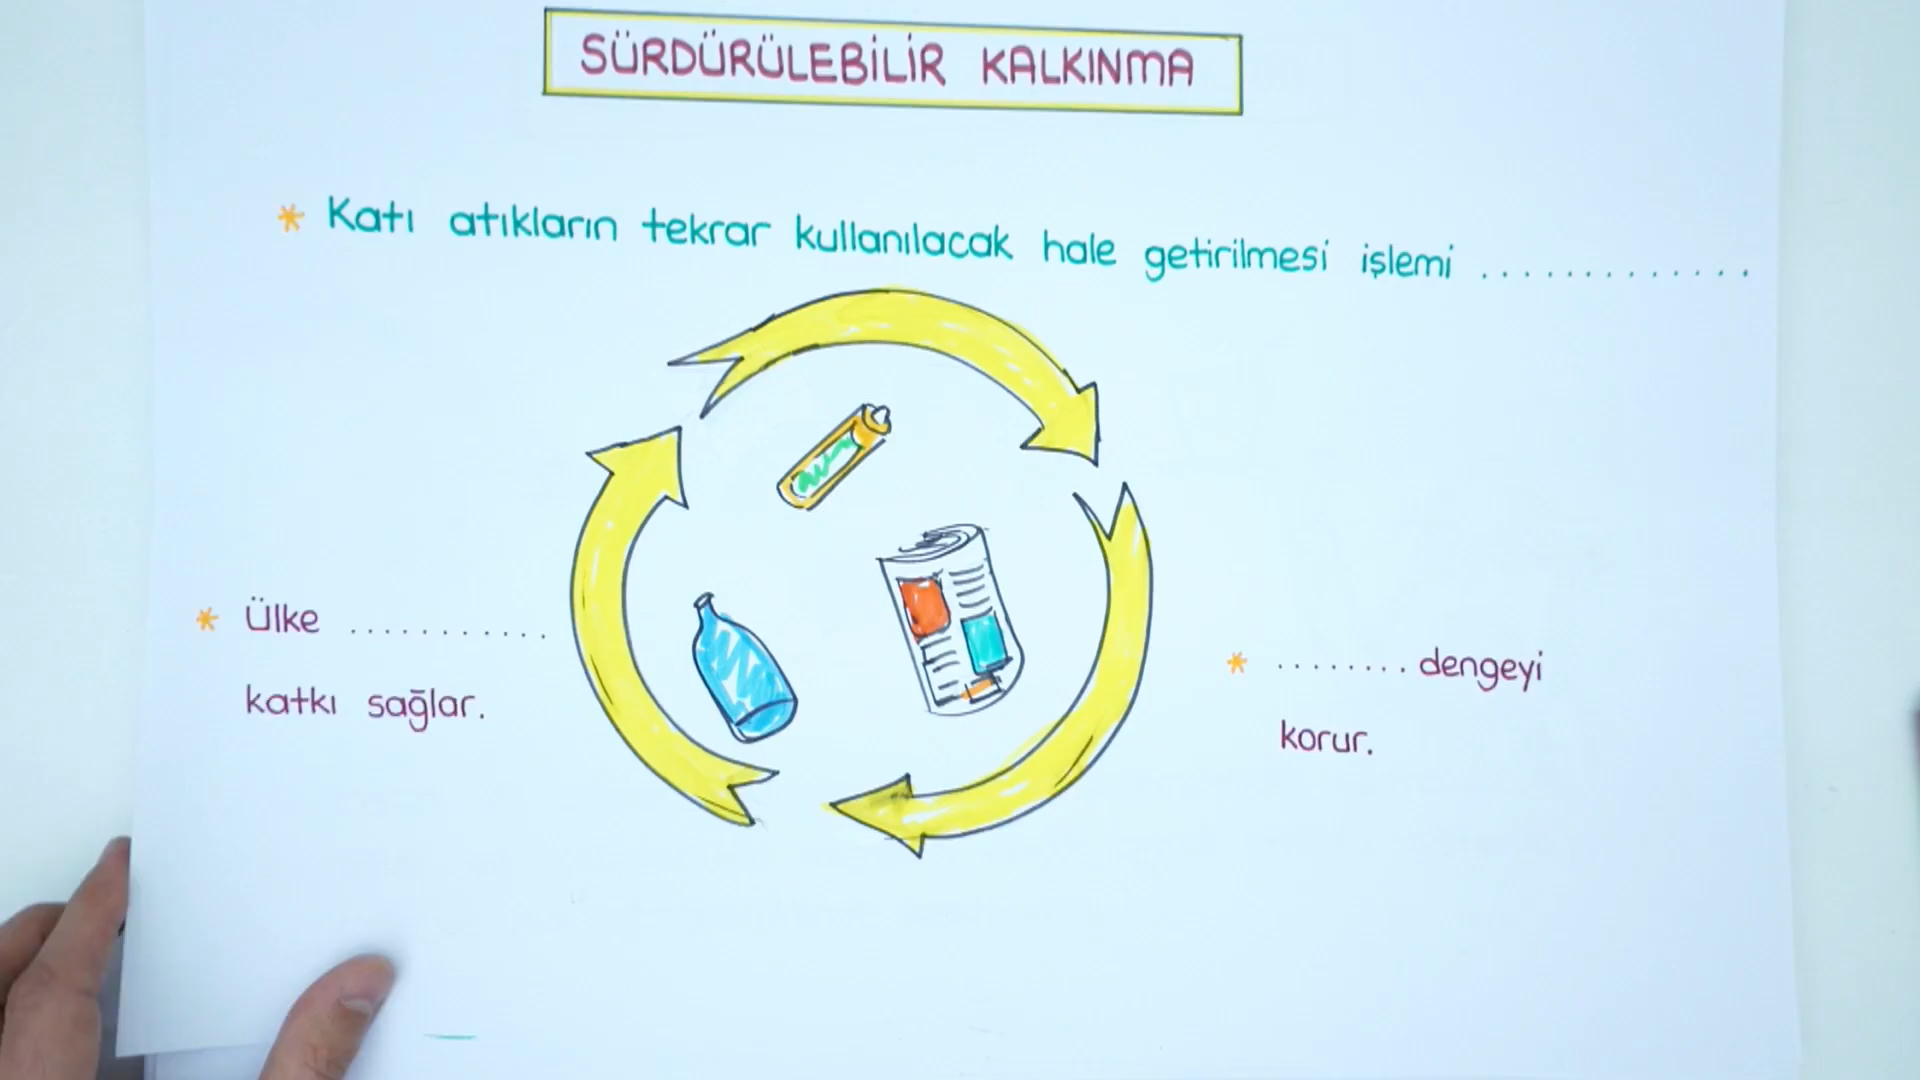 SÜRDÜRÜLEBİLİR KALKINMA
* Katı atıkların tekrar kullanılacak hale getirilmesi işlemi .............
* Ülke ...........
katkı sağlar.
* ........ dengeyi
korur.